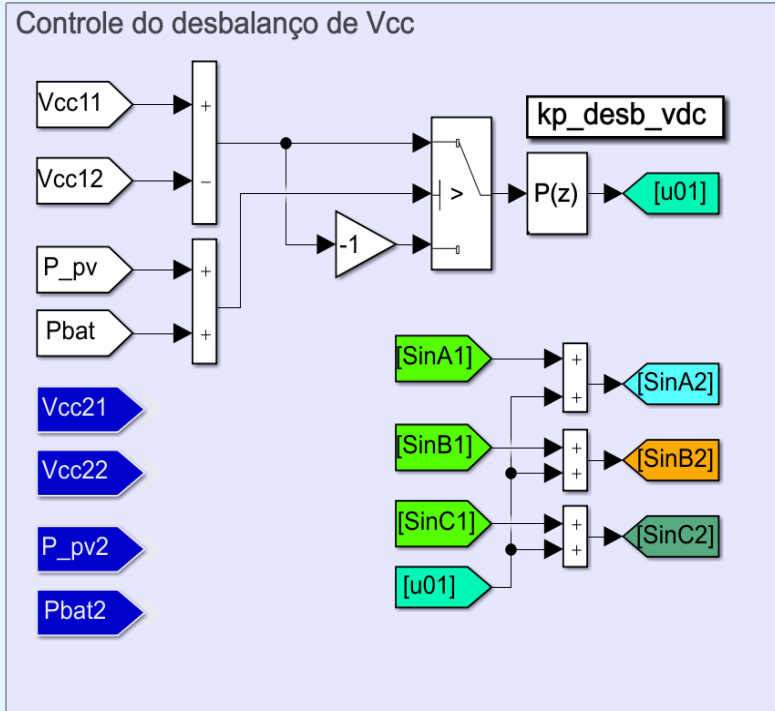 Controle do desbalanço de Vcc
Vcc11
+
kp_desb_vdc
Vcc12
−
>
P(z)
[u01]
-1
P_pv
+
Pbat
+
[SinA1]
+
[SinA2]
+
Vcc21
[SinB1]
+
[SinB2]
+
Vcc22
[SinC1]
+
[SinC2]
+
P_pv2
[u01]
Pbat2